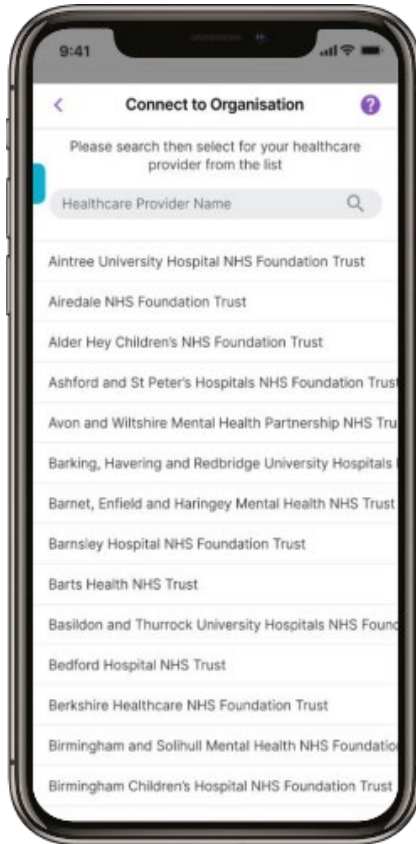 9:41
Connect to Organisation
?
Please search then select for your healthcare
provider from the list
Healthcare Provider Name
Aintree University Hospital NHS Foundation Trust
Airedale NHS Foundation Trust
Alder Hey Children's NHS Foundation Trust
Ashford and St Peter's Hospitals NHS Foundation Trust
Avon and Wiltshire Mental Health Partnership NHS Tru
Barking, Havering and Redbridge University Hospitals
Barnet, Enfield and Haringey Mental Health NHS Trust
Barnsley Hospital NHS Foundation Trust
Barts Health NHS Trust
Basildon and Thurrock University Hospitals NHS Found
Bedford Hospital NHS Trust
Berkshire Healthcare NHS Foundation Trust
Birmingham and Solihull Mental Health NHS Foundatio
Birmingham Children's Hospital NHS Foundation Trust